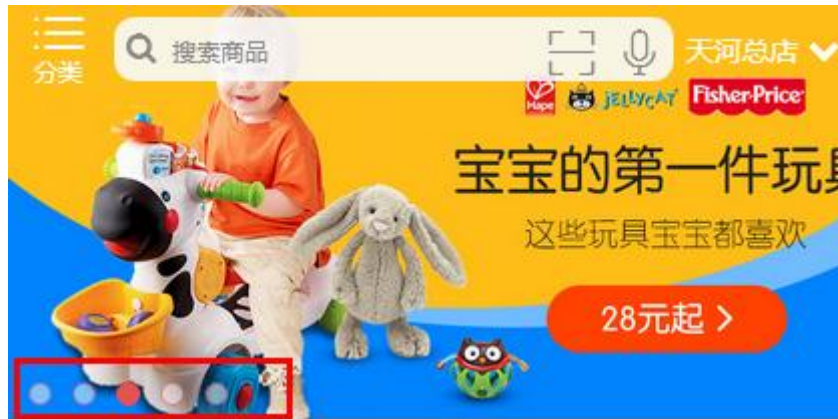 分类
搜索商品
天河总店
Hape
JELLYCAT
Fisher-Price
宝宝的第一件玩具
这些玩具宝宝都喜欢
28元起 >